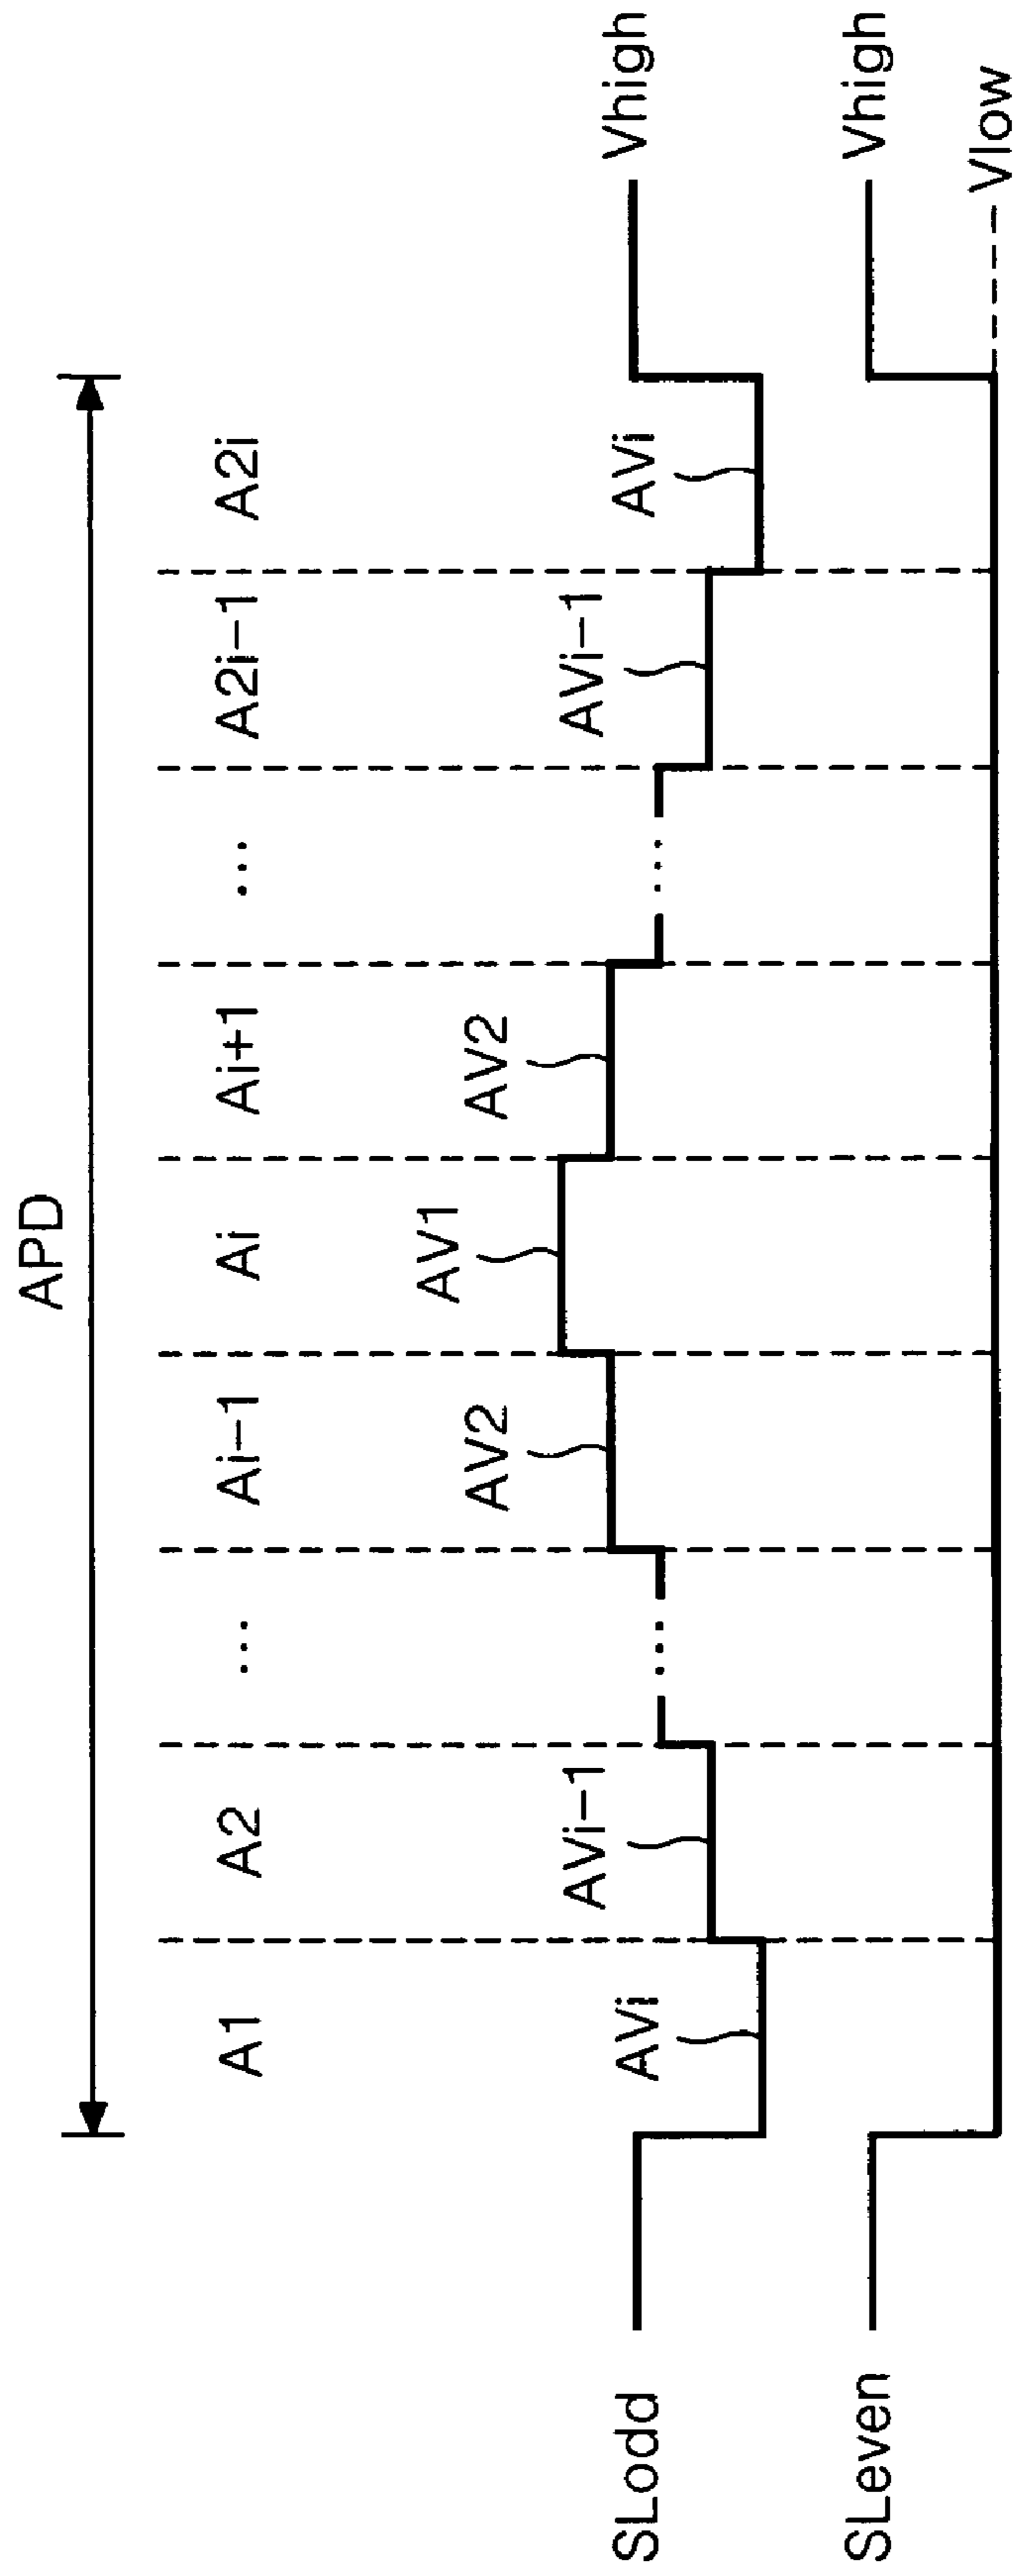 APD
A1 A2 ... Ai−1 Ai Ai+1 ... A2i−1 A2i
AV1
AV2 AV2
AVi−1 AVi−1
AVi AVi
... ...
SLodd Vhigh
SLeven Vhigh
Vlow